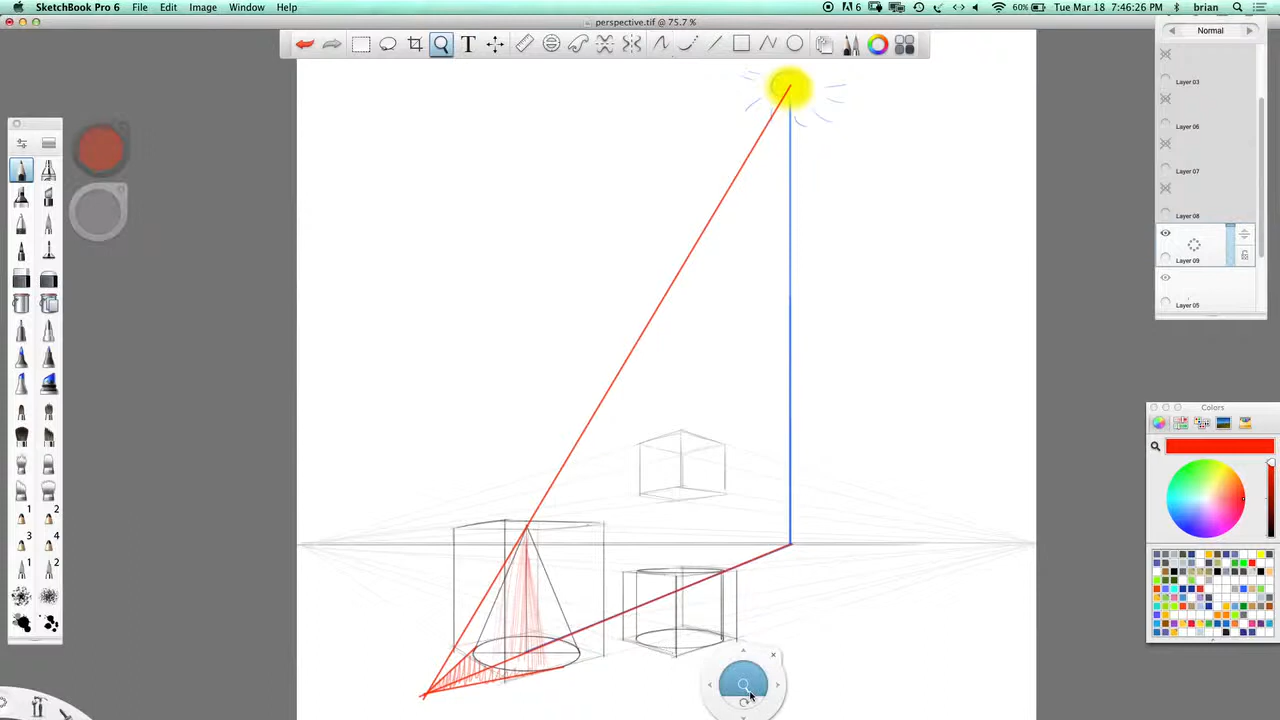 SketchBook Pro 6 File Edit Image Window Help
6 60% Tue Mar 18 7:46:26 PM brian
perspective.tif @ 75.7 %
T
Normal
Layer 03
Layer 06
Layer 07
Layer 08
Layer 09
Layer 05
Colors
1 2
3 4
1 2